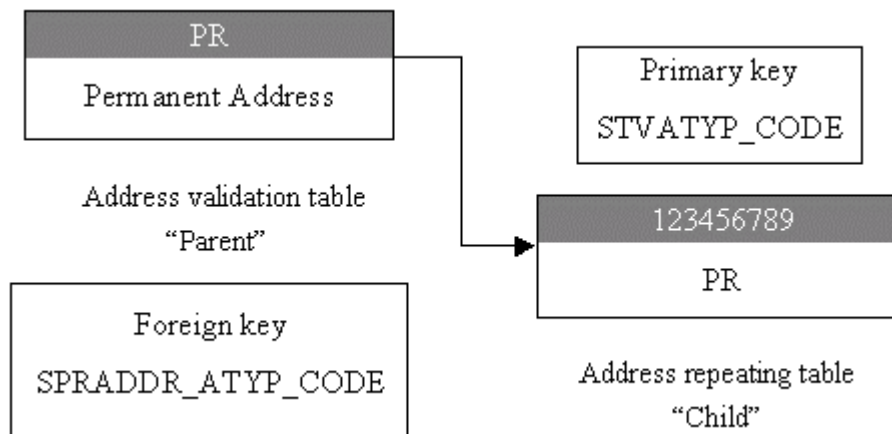 PR
Permanent Address
Address validation table
“Parent”
Foreign key
SPRADDR_ATYP_CODE
Primary key
STVATYP_CODE
123456789
PR
Address repeating table
“Child”